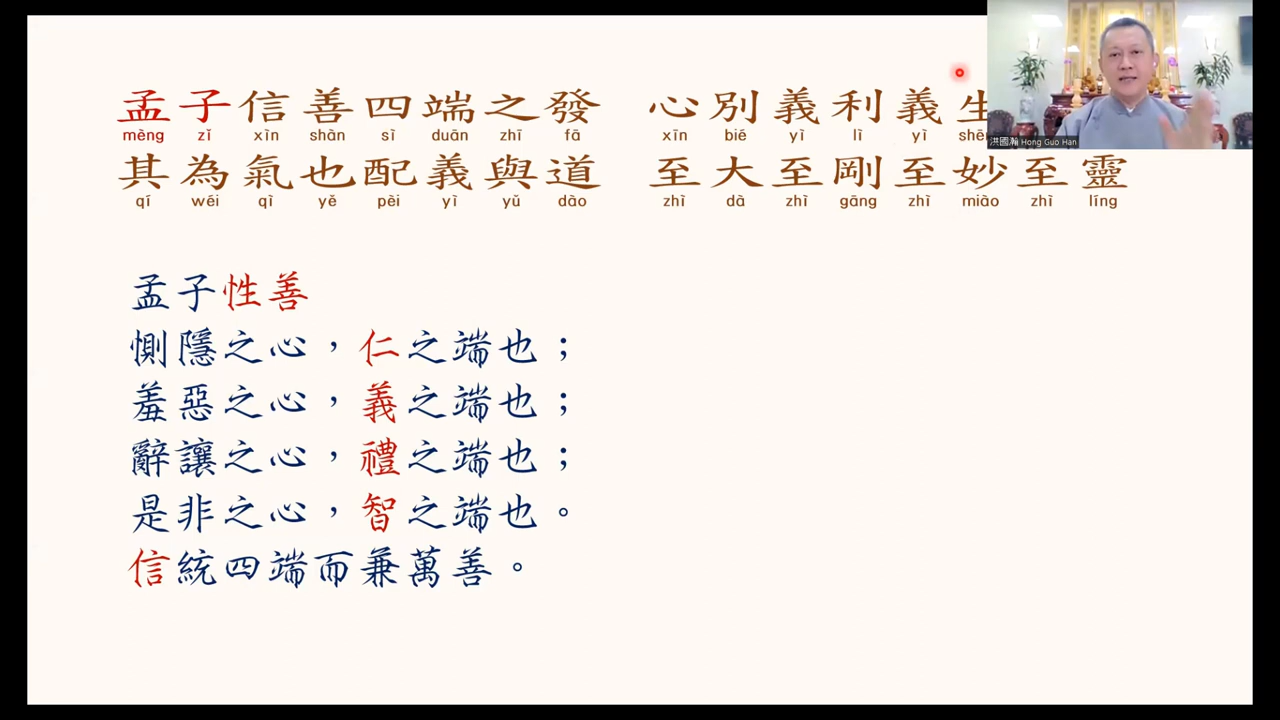 孟子信善四端之發 心別義利義生
mēng zǐ xīn shàn sì duān zhī fā xīn bié yì lì yì
其為氣也配義與道 至大至剛至妙至靈
qí wéi qì yě pèi yì yǔ dào zhì dà zhì gāng zhì miào zhì líng
孟子性善
惻隱之心，仁之端也；
羞惡之心，義之端也；
辭讓之心，禮之端也；
是非之心，智之端也。
信統四端而兼萬善。
洪國瀚 Hong Guo Han